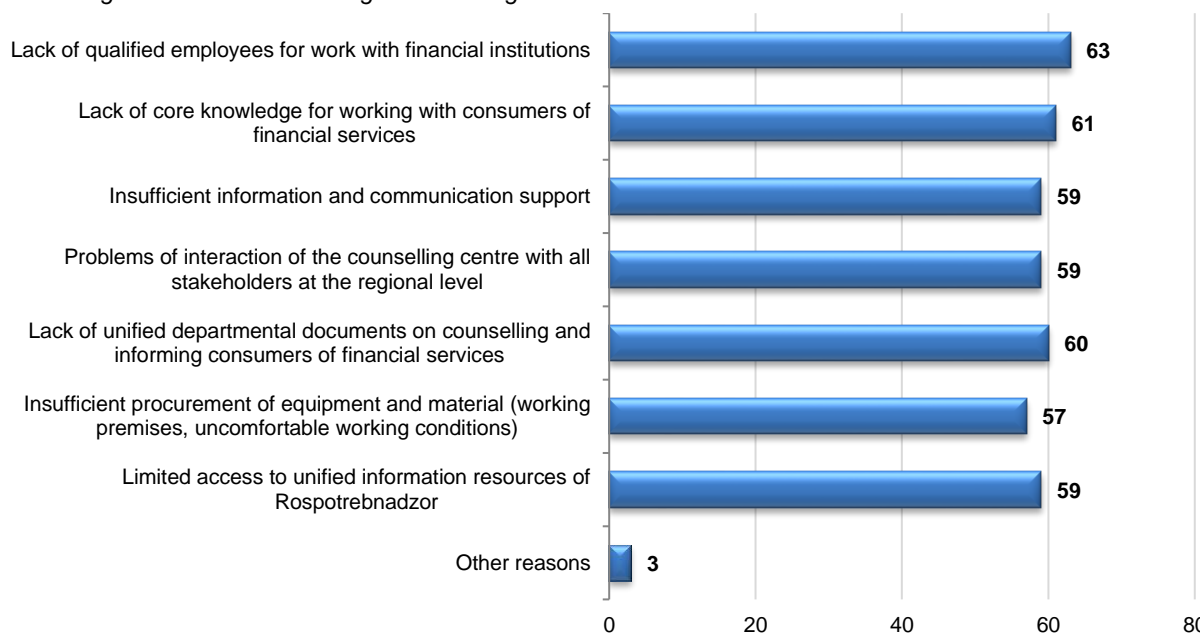 Lack of qualified employees for work with financial institutions
63
Lack of core knowledge for working with consumers of
financial services
61
Insufficient information and communication support
59
Problems of interaction of the counselling centre with all
stakeholders at the regional level
59
Lack of unified departmental documents on counselling and
informing consumers of financial services
60
Insufficient procurement of equipment and material (working
premises, uncomfortable working conditions)
57
Limited access to unified information resources of
Rospotrebnadzor
59
Other reasons
3
0 20 40 60